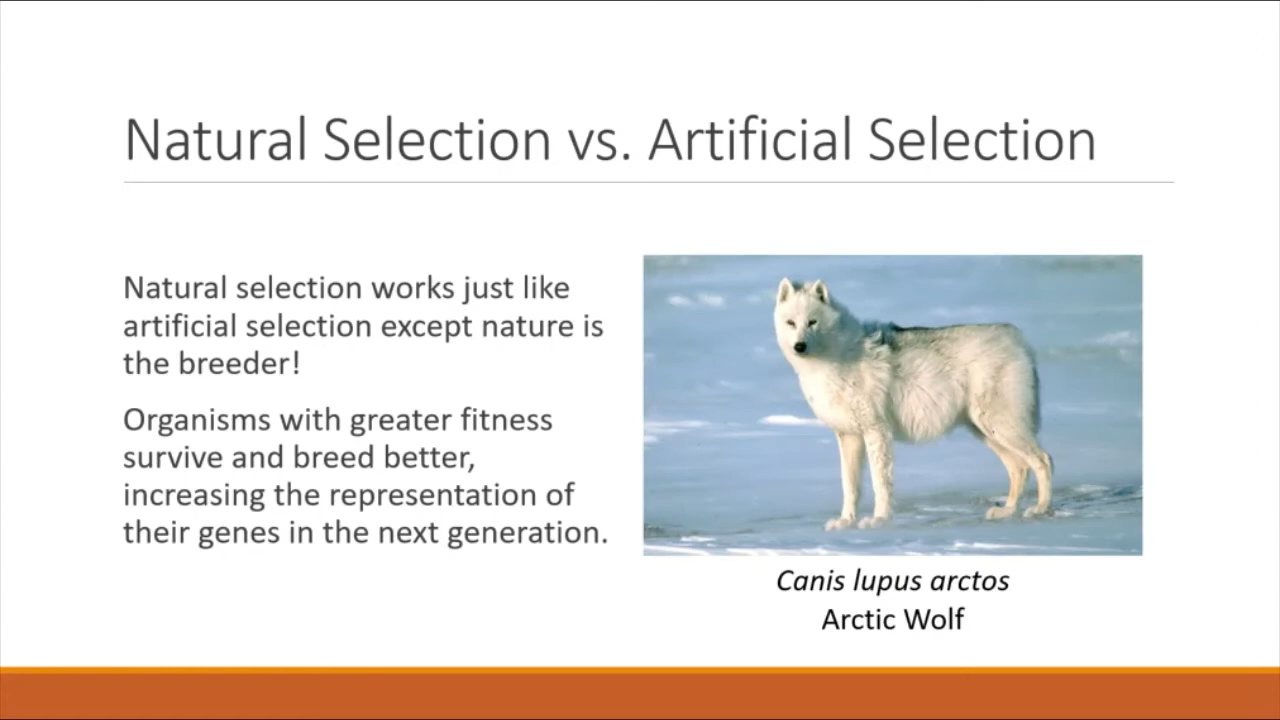 Natural Selection vs. Artificial Selection
Natural selection works just like
artificial selection except nature is
the breeder!
Organisms with greater fitness
survive and breed better,
increasing the representation of
their genes in the next generation.
Canis lupus arctos
Arctic Wolf